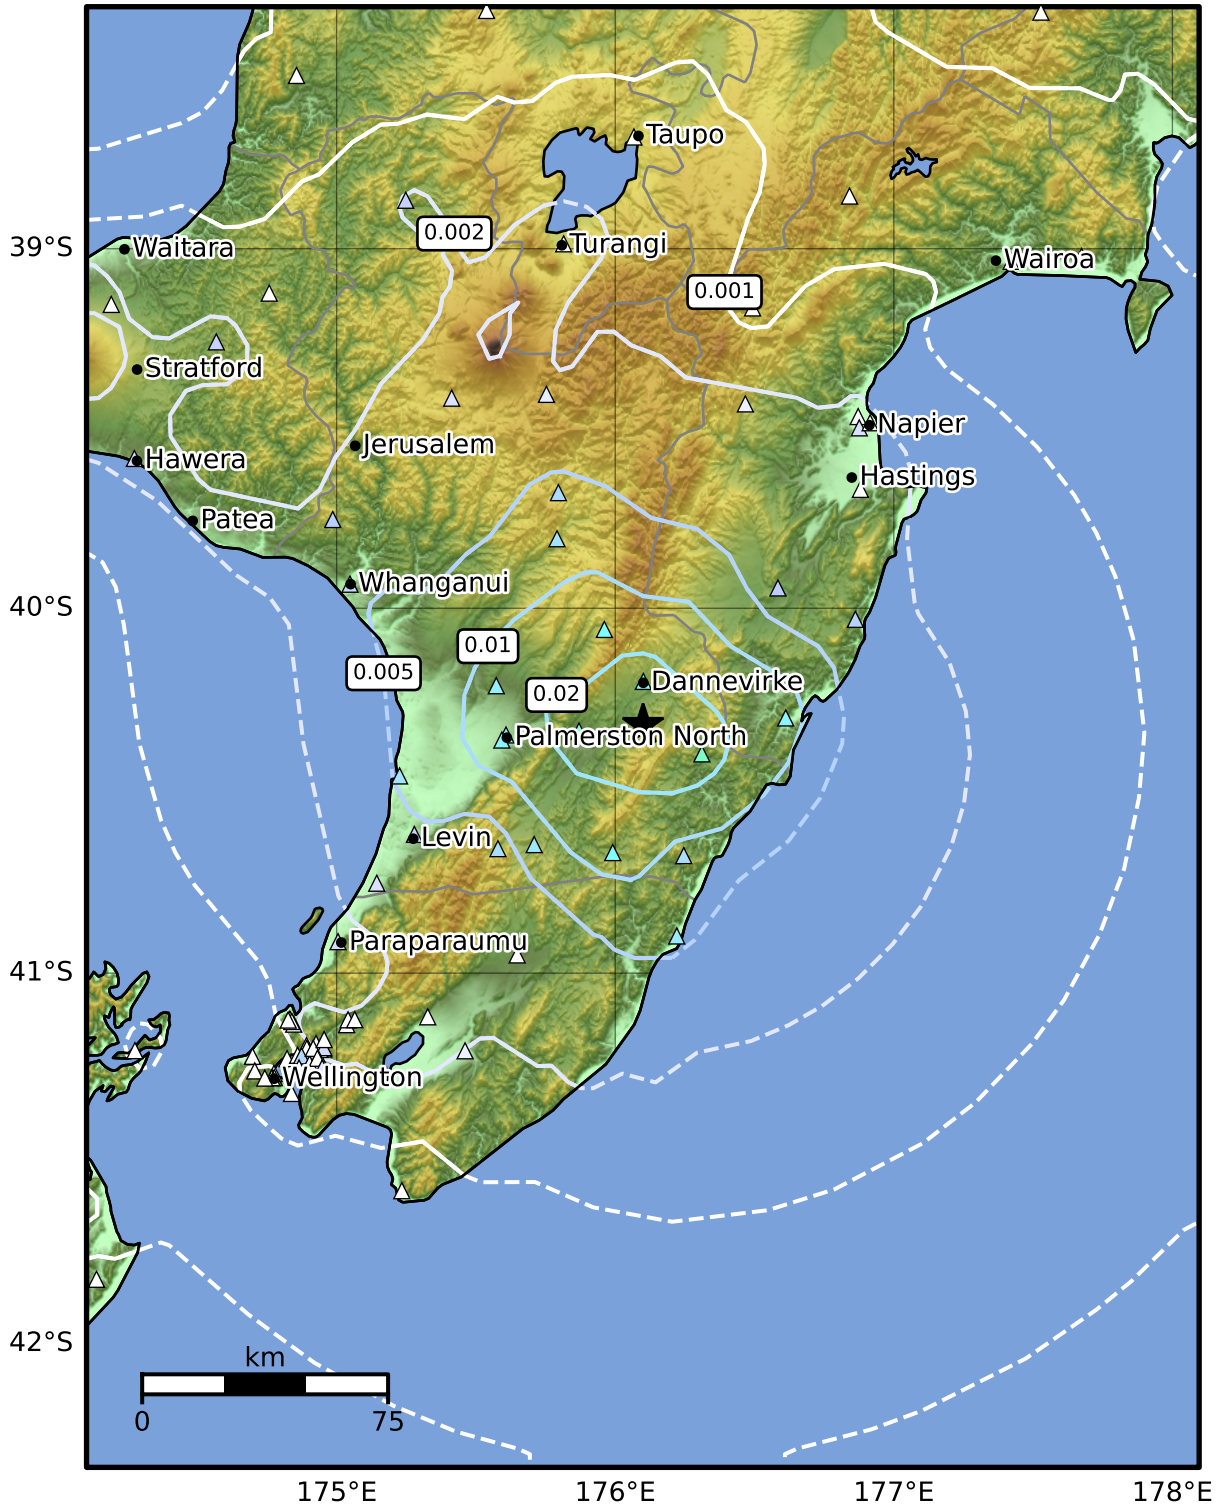 Taupo
0.002
Turangi
Waitara
39°S
Wairoa
0.001
Stratford
Napier
Jerusalem
Hawera
Hastings
Patea
Whanganui
40°S
0.01
0.005
Dannevirke
0.02
Palmerston North
Levin
Paraparaumu
41°S
Wellington
42°S
km
0 75
175°E 176°E 177°E 178°E